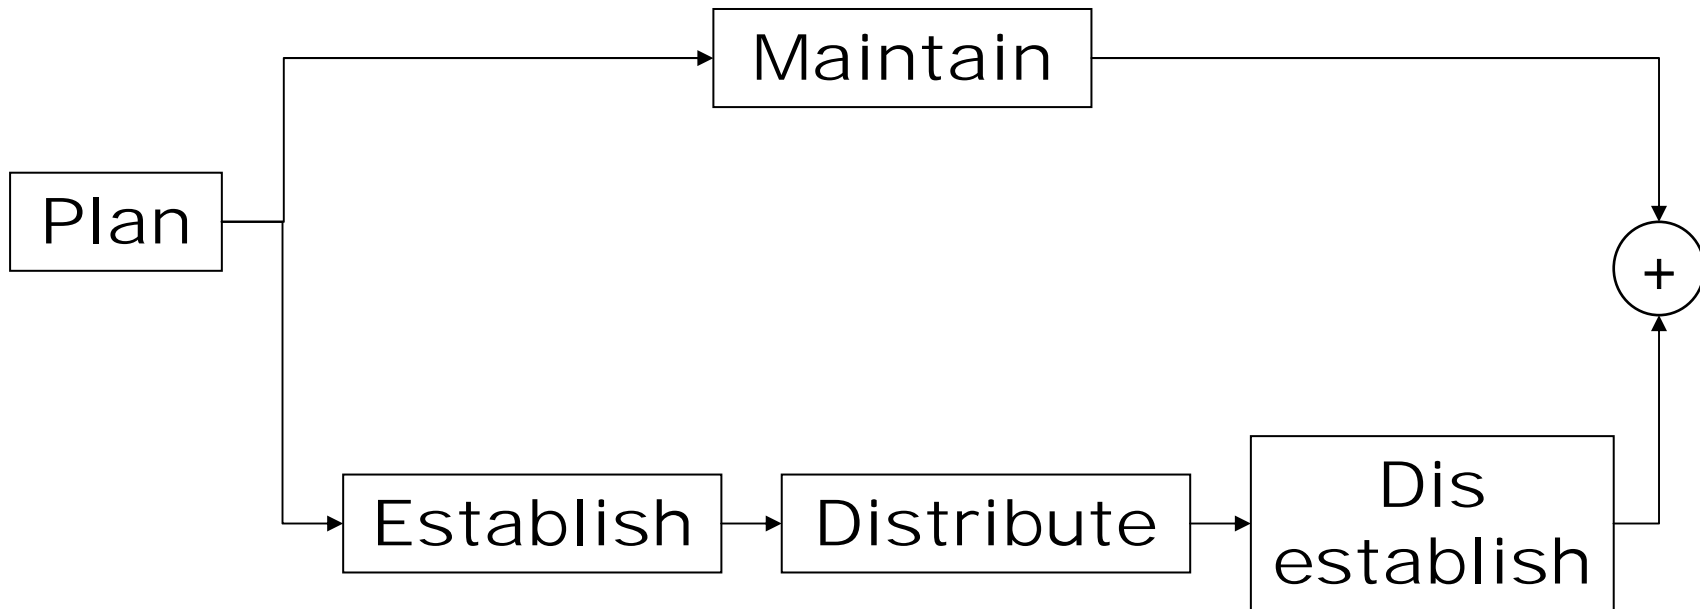 Maintain
Plan
+
Establish
Distribute
Dis
establish